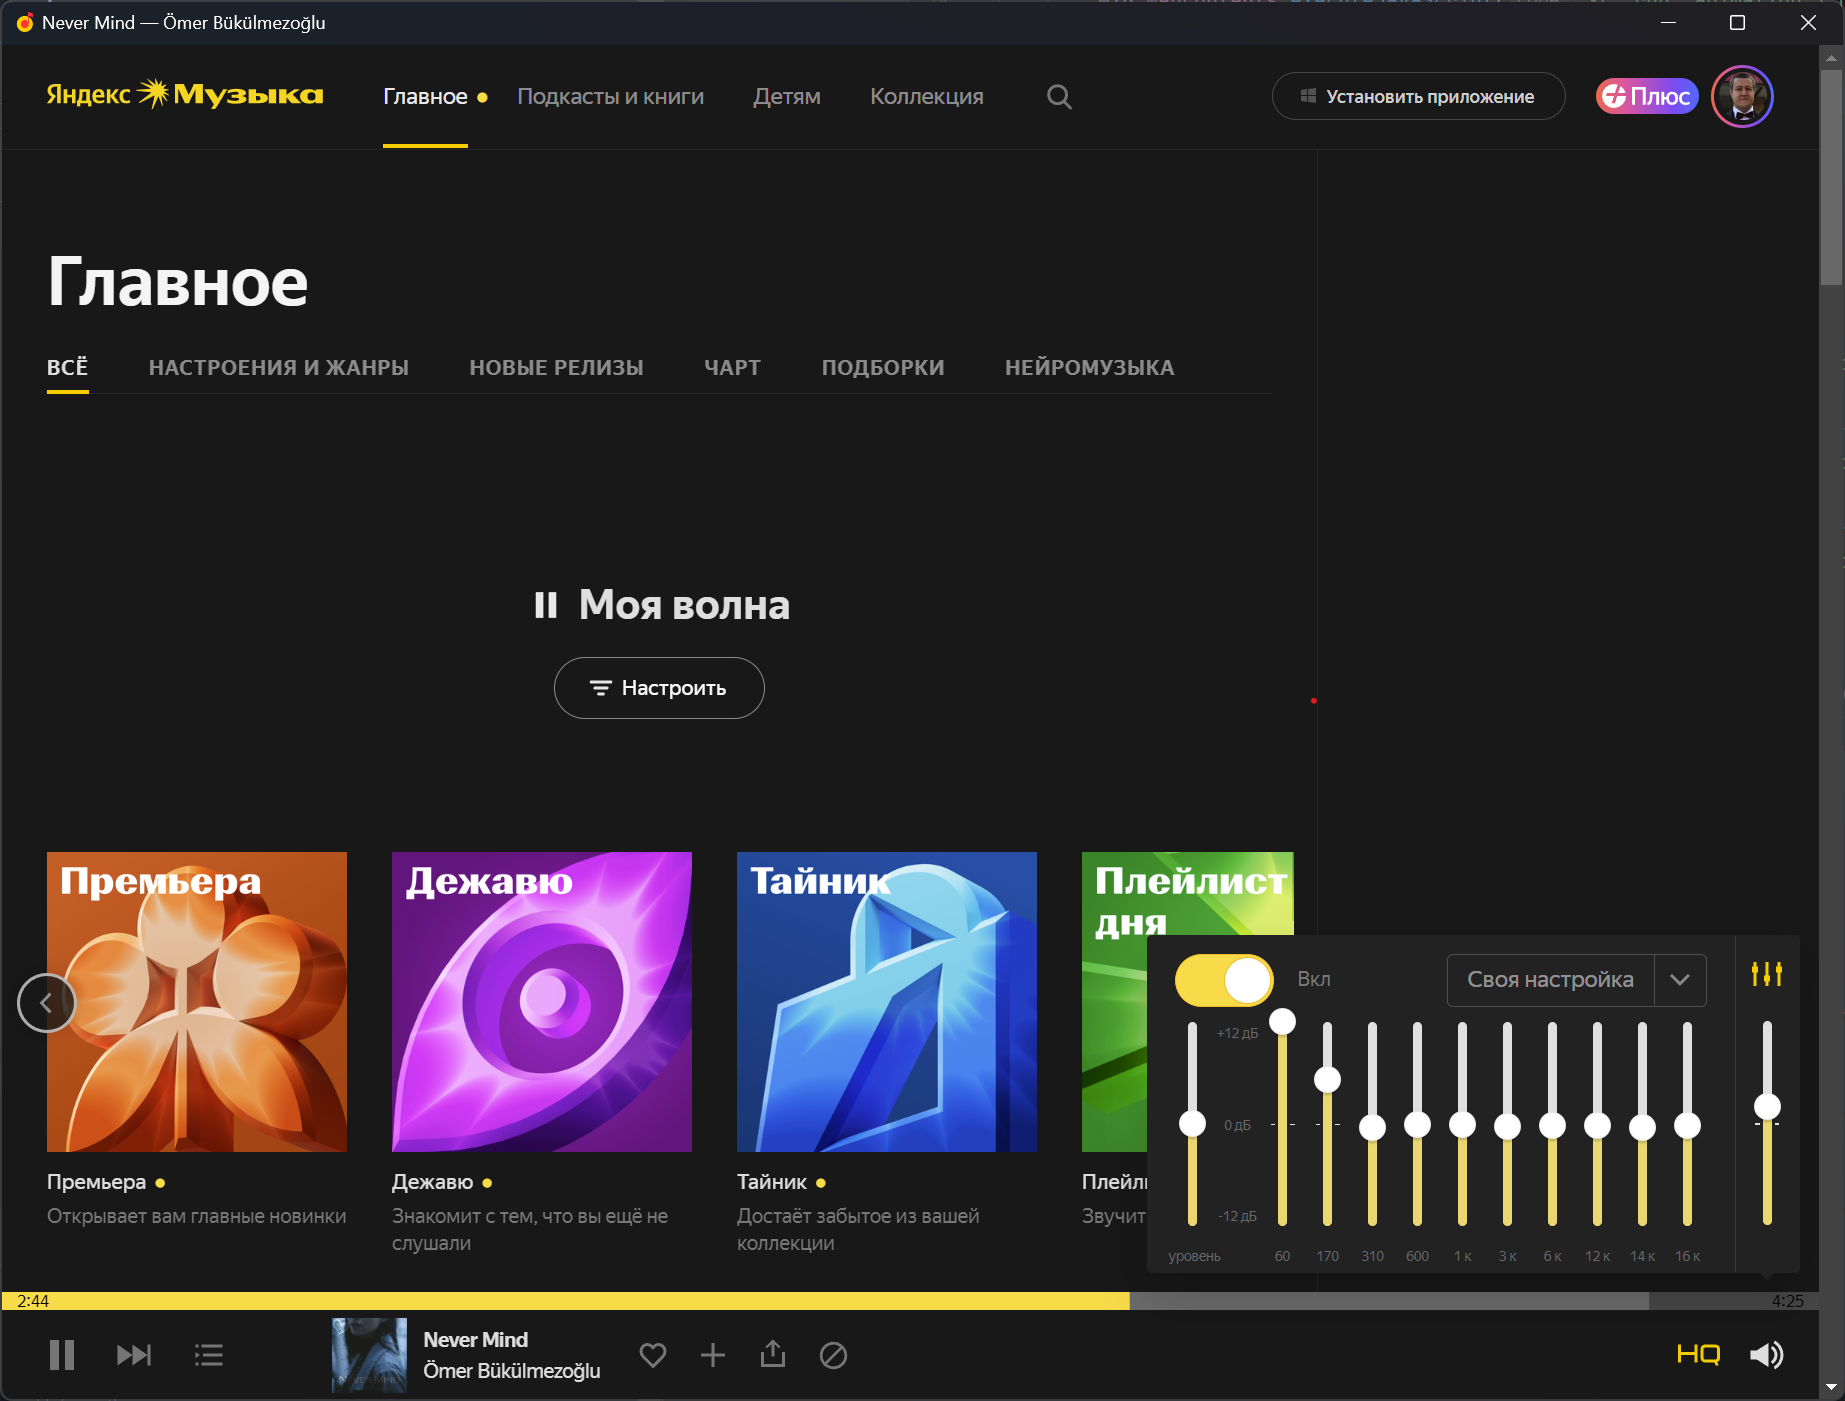 Never Mind — Ömer Bükülmezoğlu
Яндекс Музыка
Главное
Подкасты и книги
Детям
Коллекция
Установить приложение
Плюс
Главное
ВСЁ
НАСТРОЕНИЯ И ЖАНРЫ
НОВЫЕ РЕЛИЗЫ
ЧАРТ
ПОДБОРКИ
НЕЙРОМУЗЫКА
Моя волна
Настроить
Премьера
Дежавю
Тайник
Плейлист
дня
Премьера
Открывает вам главные новинки
Дежавю
Знакомит с тем, что вы ещё не
слушали
Тайник
Достаёт забытое из вашей
коллекции
Звучит
Вкл
Своя настройка
+12 дБ
0 дБ
-12 дБ
уровень
60
170
310
600
1 к
3 к
6 к
12 к
14 к
16 к
2:44
4:25
NEVER MIND
Never Mind
Ömer Bükülmezoğlu
HQ